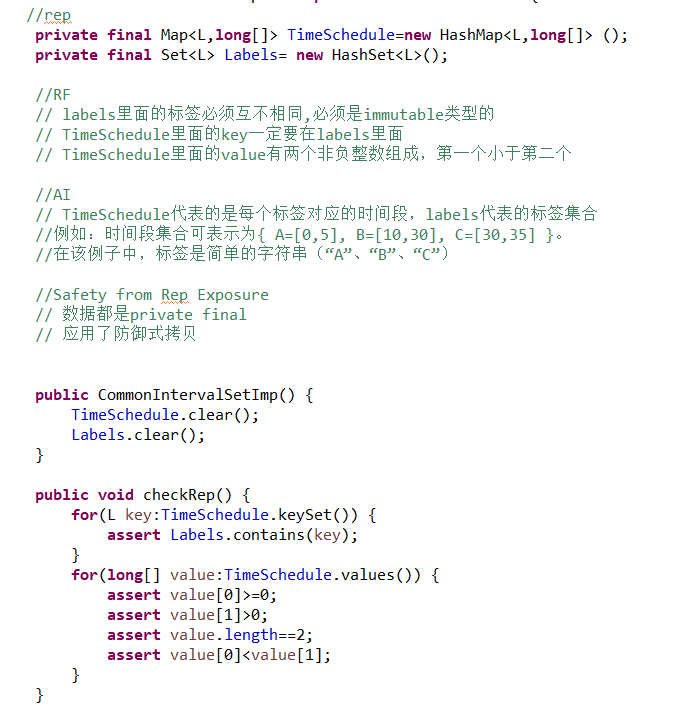 //rep
private final Map<L,long[]> TimeSchedule=new HashMap<L,long[]> ();
private final Set<L> Labels= new HashSet<L>();
//RF
// labels里面的标签必须互不相同,必须是immutable类型的
// TimeSchedule里面的key一定要在labels里面
// TimeSchedule里面的value有两个非负整数组成，第一个小于第二个
//AI
// TimeSchedule代表的是每个标签对应的时间段，labels代表的标签集合
//例如：时间段集合可表示为{ A=[0,5], B=[10,30], C=[30,35] }。
//在该例子中，标签是简单的字符串（“A”、“B”、“C”）
//Safety from Rep Exposure
// 数据都是private final
// 应用了防御式拷贝
public CommonIntervalSetImp() {
TimeSchedule.clear();
Labels.clear();
}
public void checkRep() {
for(L key:TimeSchedule.keySet()) {
assert Labels.contains(key);
}
for(long[] value:TimeSchedule.values()) {
assert value[0]>=0;
assert value[1]>0;
assert value.length==2;
assert value[0]<value[1];
}
}